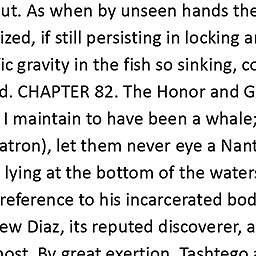 ut. As when by unseen hands the
ized, if still persisting in locking a
ic gravity in the fish so sinking, co
d. CHAPTER 82. The Honor and G
I maintain to have been a whale;
atron), let them never eye a Nant
lying at the bottom of the water
reference to his incarcerated bod
ew Diaz, its reputed discoverer, a
ost. By great exertion, Tashtego a